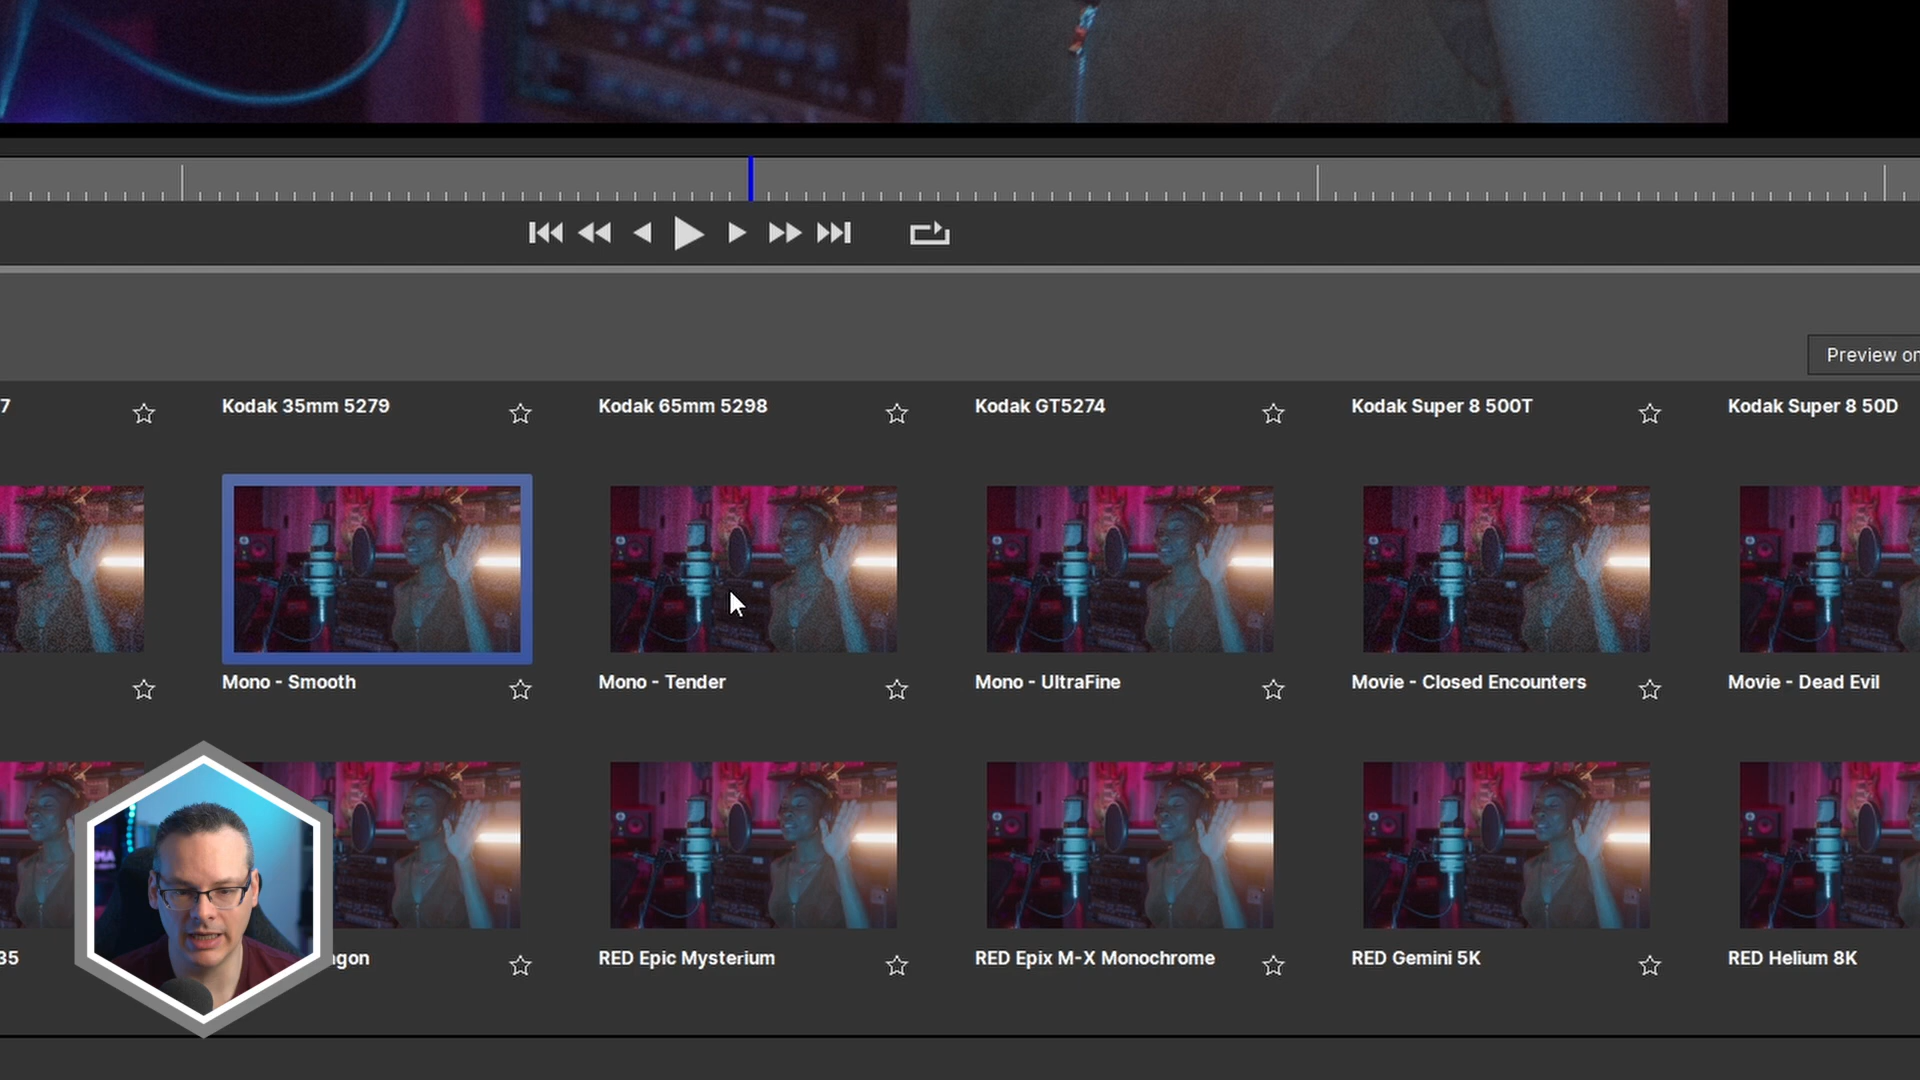 Preview on
7
Kodak 35mm 5279
Kodak 65mm 5298
Kodak GT5274
Kodak Super 8 500T
Kodak Super 8 50D
Mono - Smooth
Mono - Tender
Mono - UltraFine
Movie - Closed Encounters
Movie - Dead Evil
35
gon
RED Epic Mysterium
RED Epix M-X Monochrome
RED Gemini 5K
RED Helium 8K